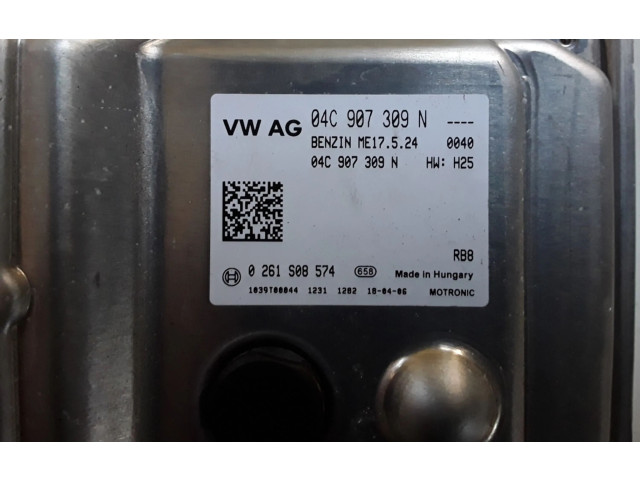 VW AG 04C 907 309 N ----
BENZIN ME17.5.24 0040
04C 907 309 N HW: H25
RB8
0 261 S08 574 658 Made in Hungary
1039T00044 1231 1282 18-04-06 MOTRONIC